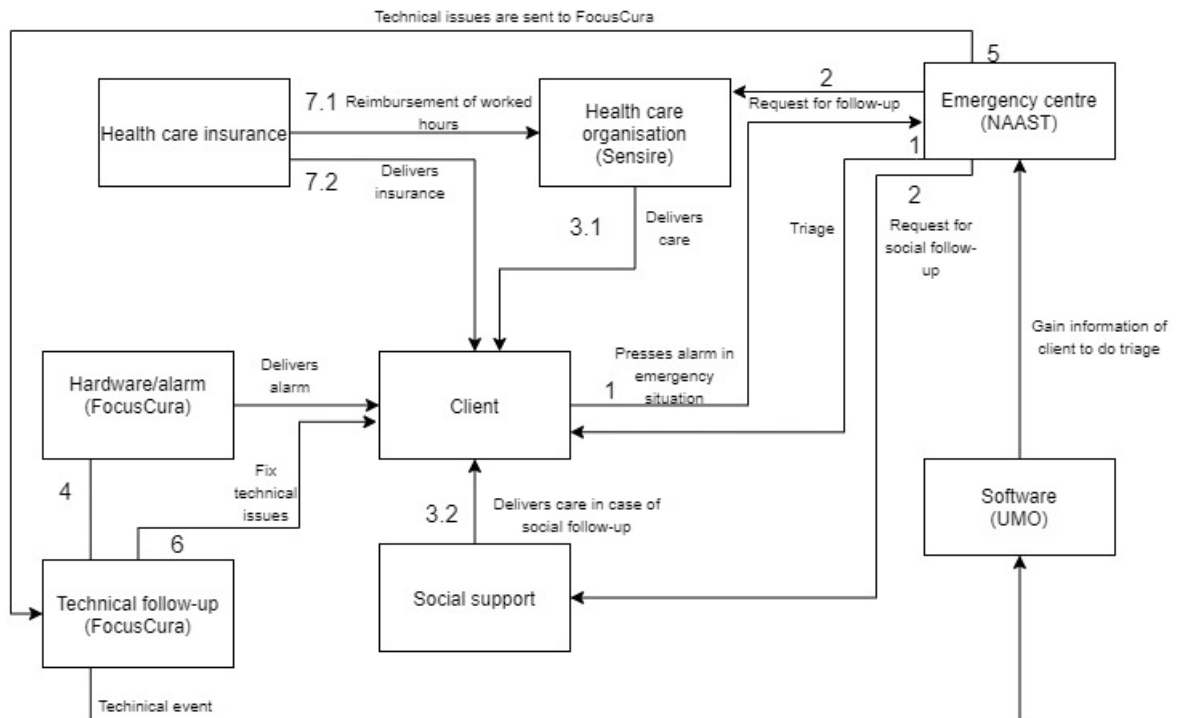 Technical issues are sent to FocusCura
5
Health care insurance
7.1
Reimbursement of worked
hours
7.2
Delivers
insurance
Health care
organisation
(Sensire)
2
Request for follow-up
Emergency centre
(NAAST)
1
2
Request for
social follow-
up
3.1
Delivers
care
Triage
Gain information of
client to do triage
Hardware/alarm
(FocusCura)
Delivers
alarm
Client
Presses alarm in
emergency
situation
1
4
Fix
technical
issues
6
3.2
Delivers care in case of
social follow-up
Software
(UMO)
Technical follow-up
(FocusCura)
Social support
Techinical event